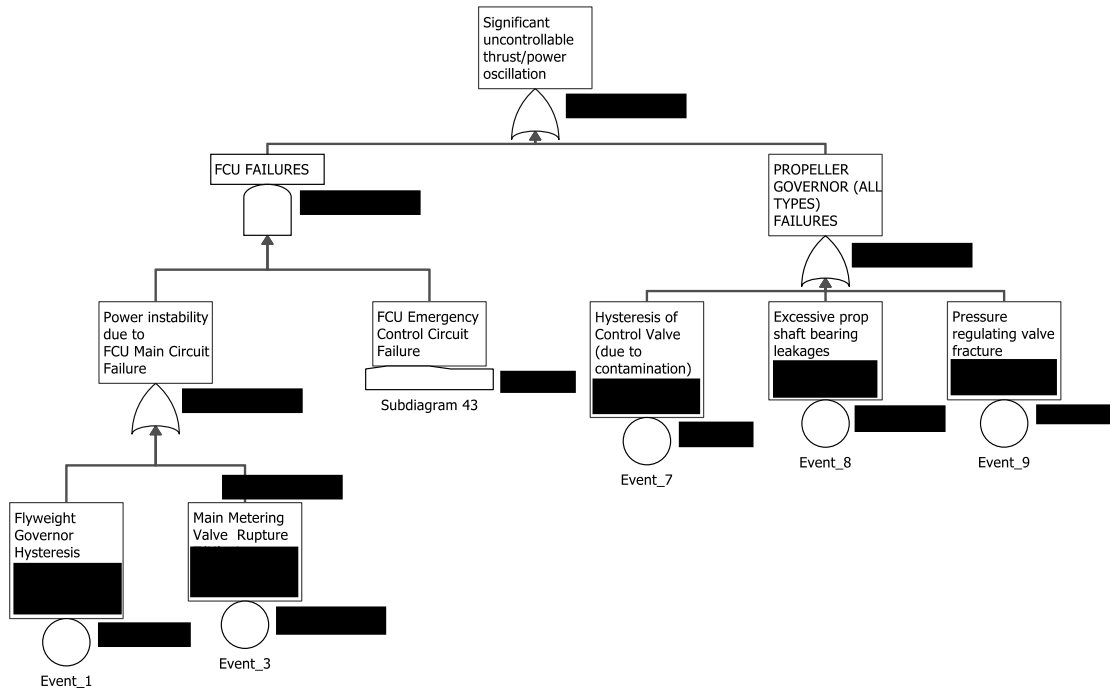 Significant
uncontrollable
thrust/power
oscillation
FCU FAILURES
PROPELLER
GOVERNOR (ALL
TYPES)
FAILURES
Power instability
due to
FCU Main Circuit
Failure
FCU Emergency
Control Circuit
Failure
Subdiagram 43
Hysteresis of
Control Valve
(due to
contamination)
Event_7
Excessive prop
shaft bearing
leakages
Event_8
Pressure
regulating valve
fracture
Event_9
Flyweight
Governor
Hysteresis
Event_1
Main Metering
Valve  Rupture
Event_3